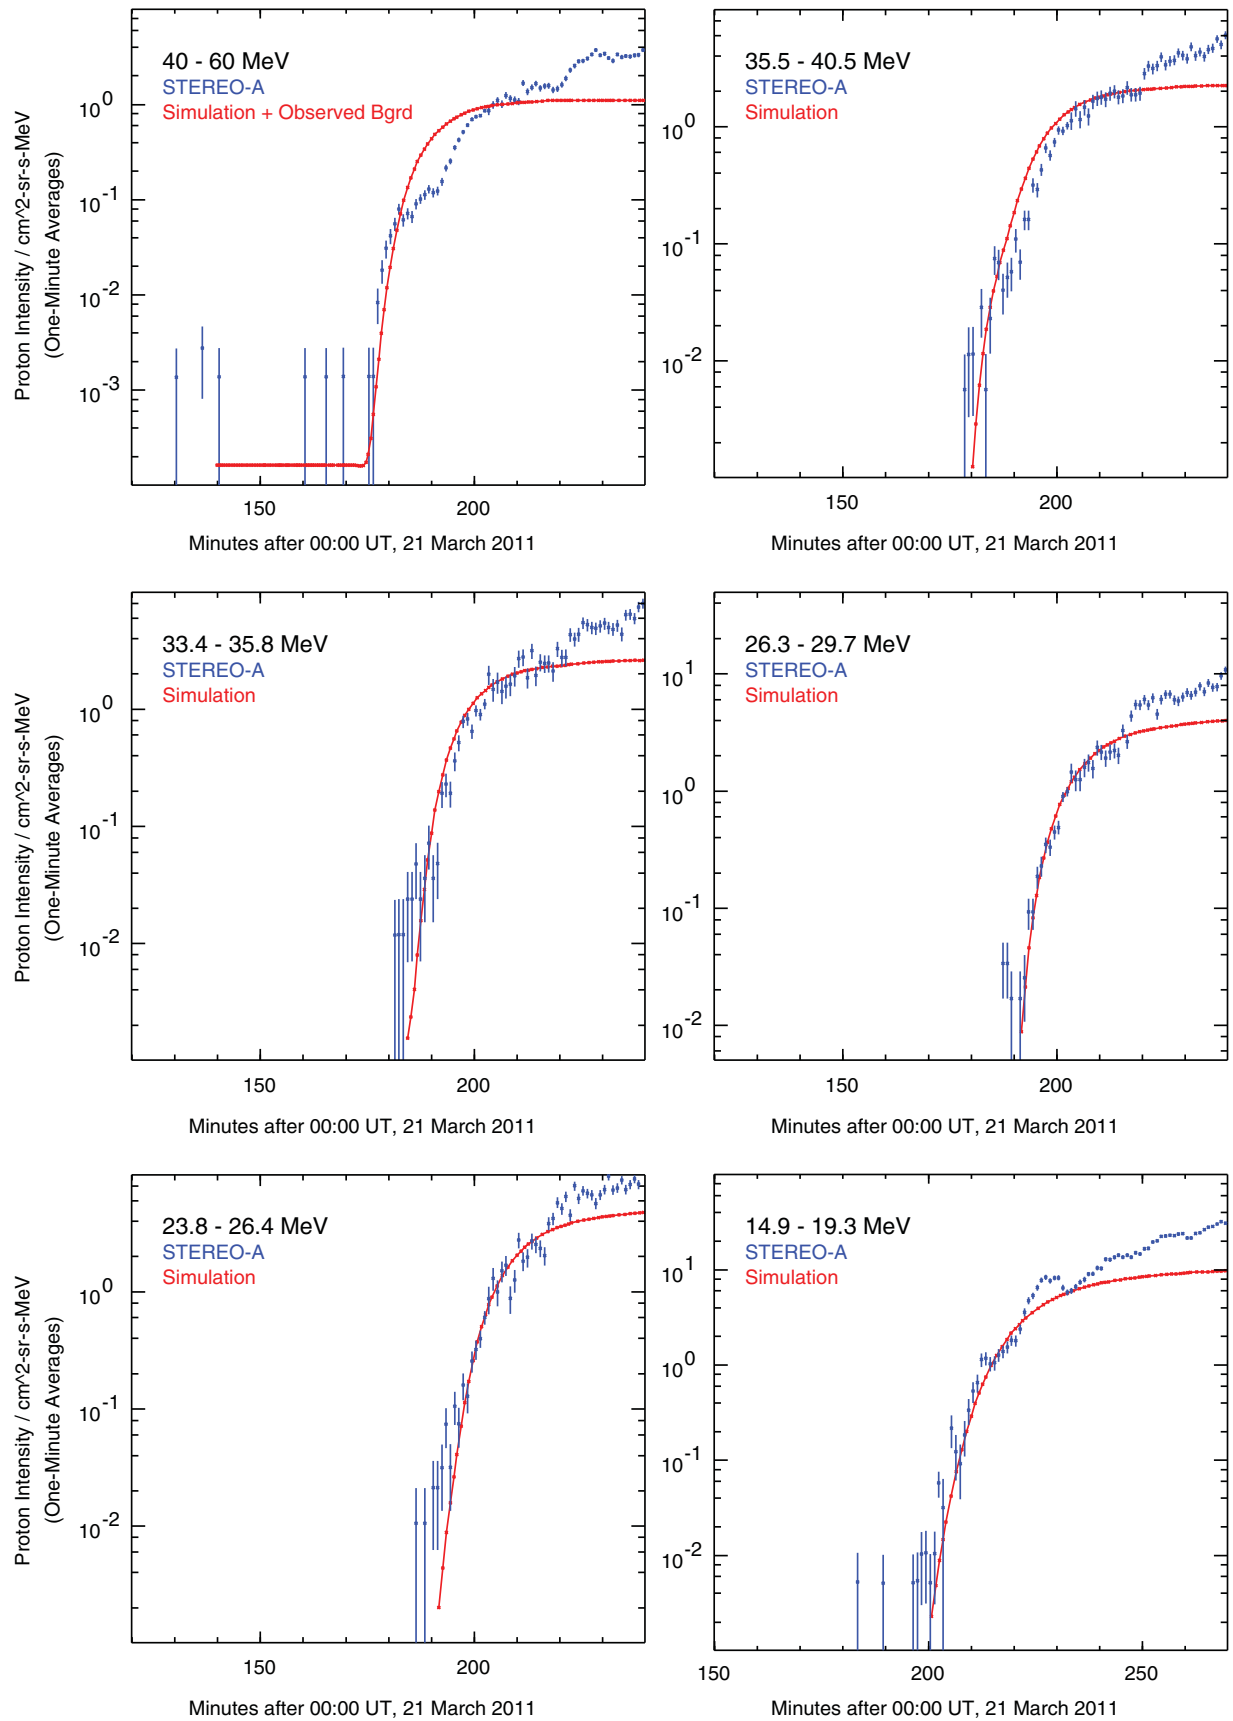 40 - 60 MeV
STEREO-A
Simulation + Observed Bgrd
10^0
10^-1
10^-2
10^-3
150
200
Proton Intensity / cm^2-sr-s-MeV
(One-Minute Averages)
Minutes after 00:00 UT, 21 March 2011
35.5 - 40.5 MeV
STEREO-A
Simulation
10^0
10^-1
10^-2
150
200
Minutes after 00:00 UT, 21 March 2011
33.4 - 35.8 MeV
STEREO-A
Simulation
10^0
10^-1
10^-2
150
200
Proton Intensity / cm^2-sr-s-MeV
(One-Minute Averages)
Minutes after 00:00 UT, 21 March 2011
26.3 - 29.7 MeV
STEREO-A
Simulation
10^1
10^0
10^-1
10^-2
150
200
Minutes after 00:00 UT, 21 March 2011
23.8 - 26.4 MeV
STEREO-A
Simulation
10^0
10^-1
10^-2
150
200
Proton Intensity / cm^2-sr-s-MeV
(One-Minute Averages)
Minutes after 00:00 UT, 21 March 2011
14.9 - 19.3 MeV
STEREO-A
Simulation
10^1
10^0
10^-1
10^-2
150
200
250
Minutes after 00:00 UT, 21 March 2011